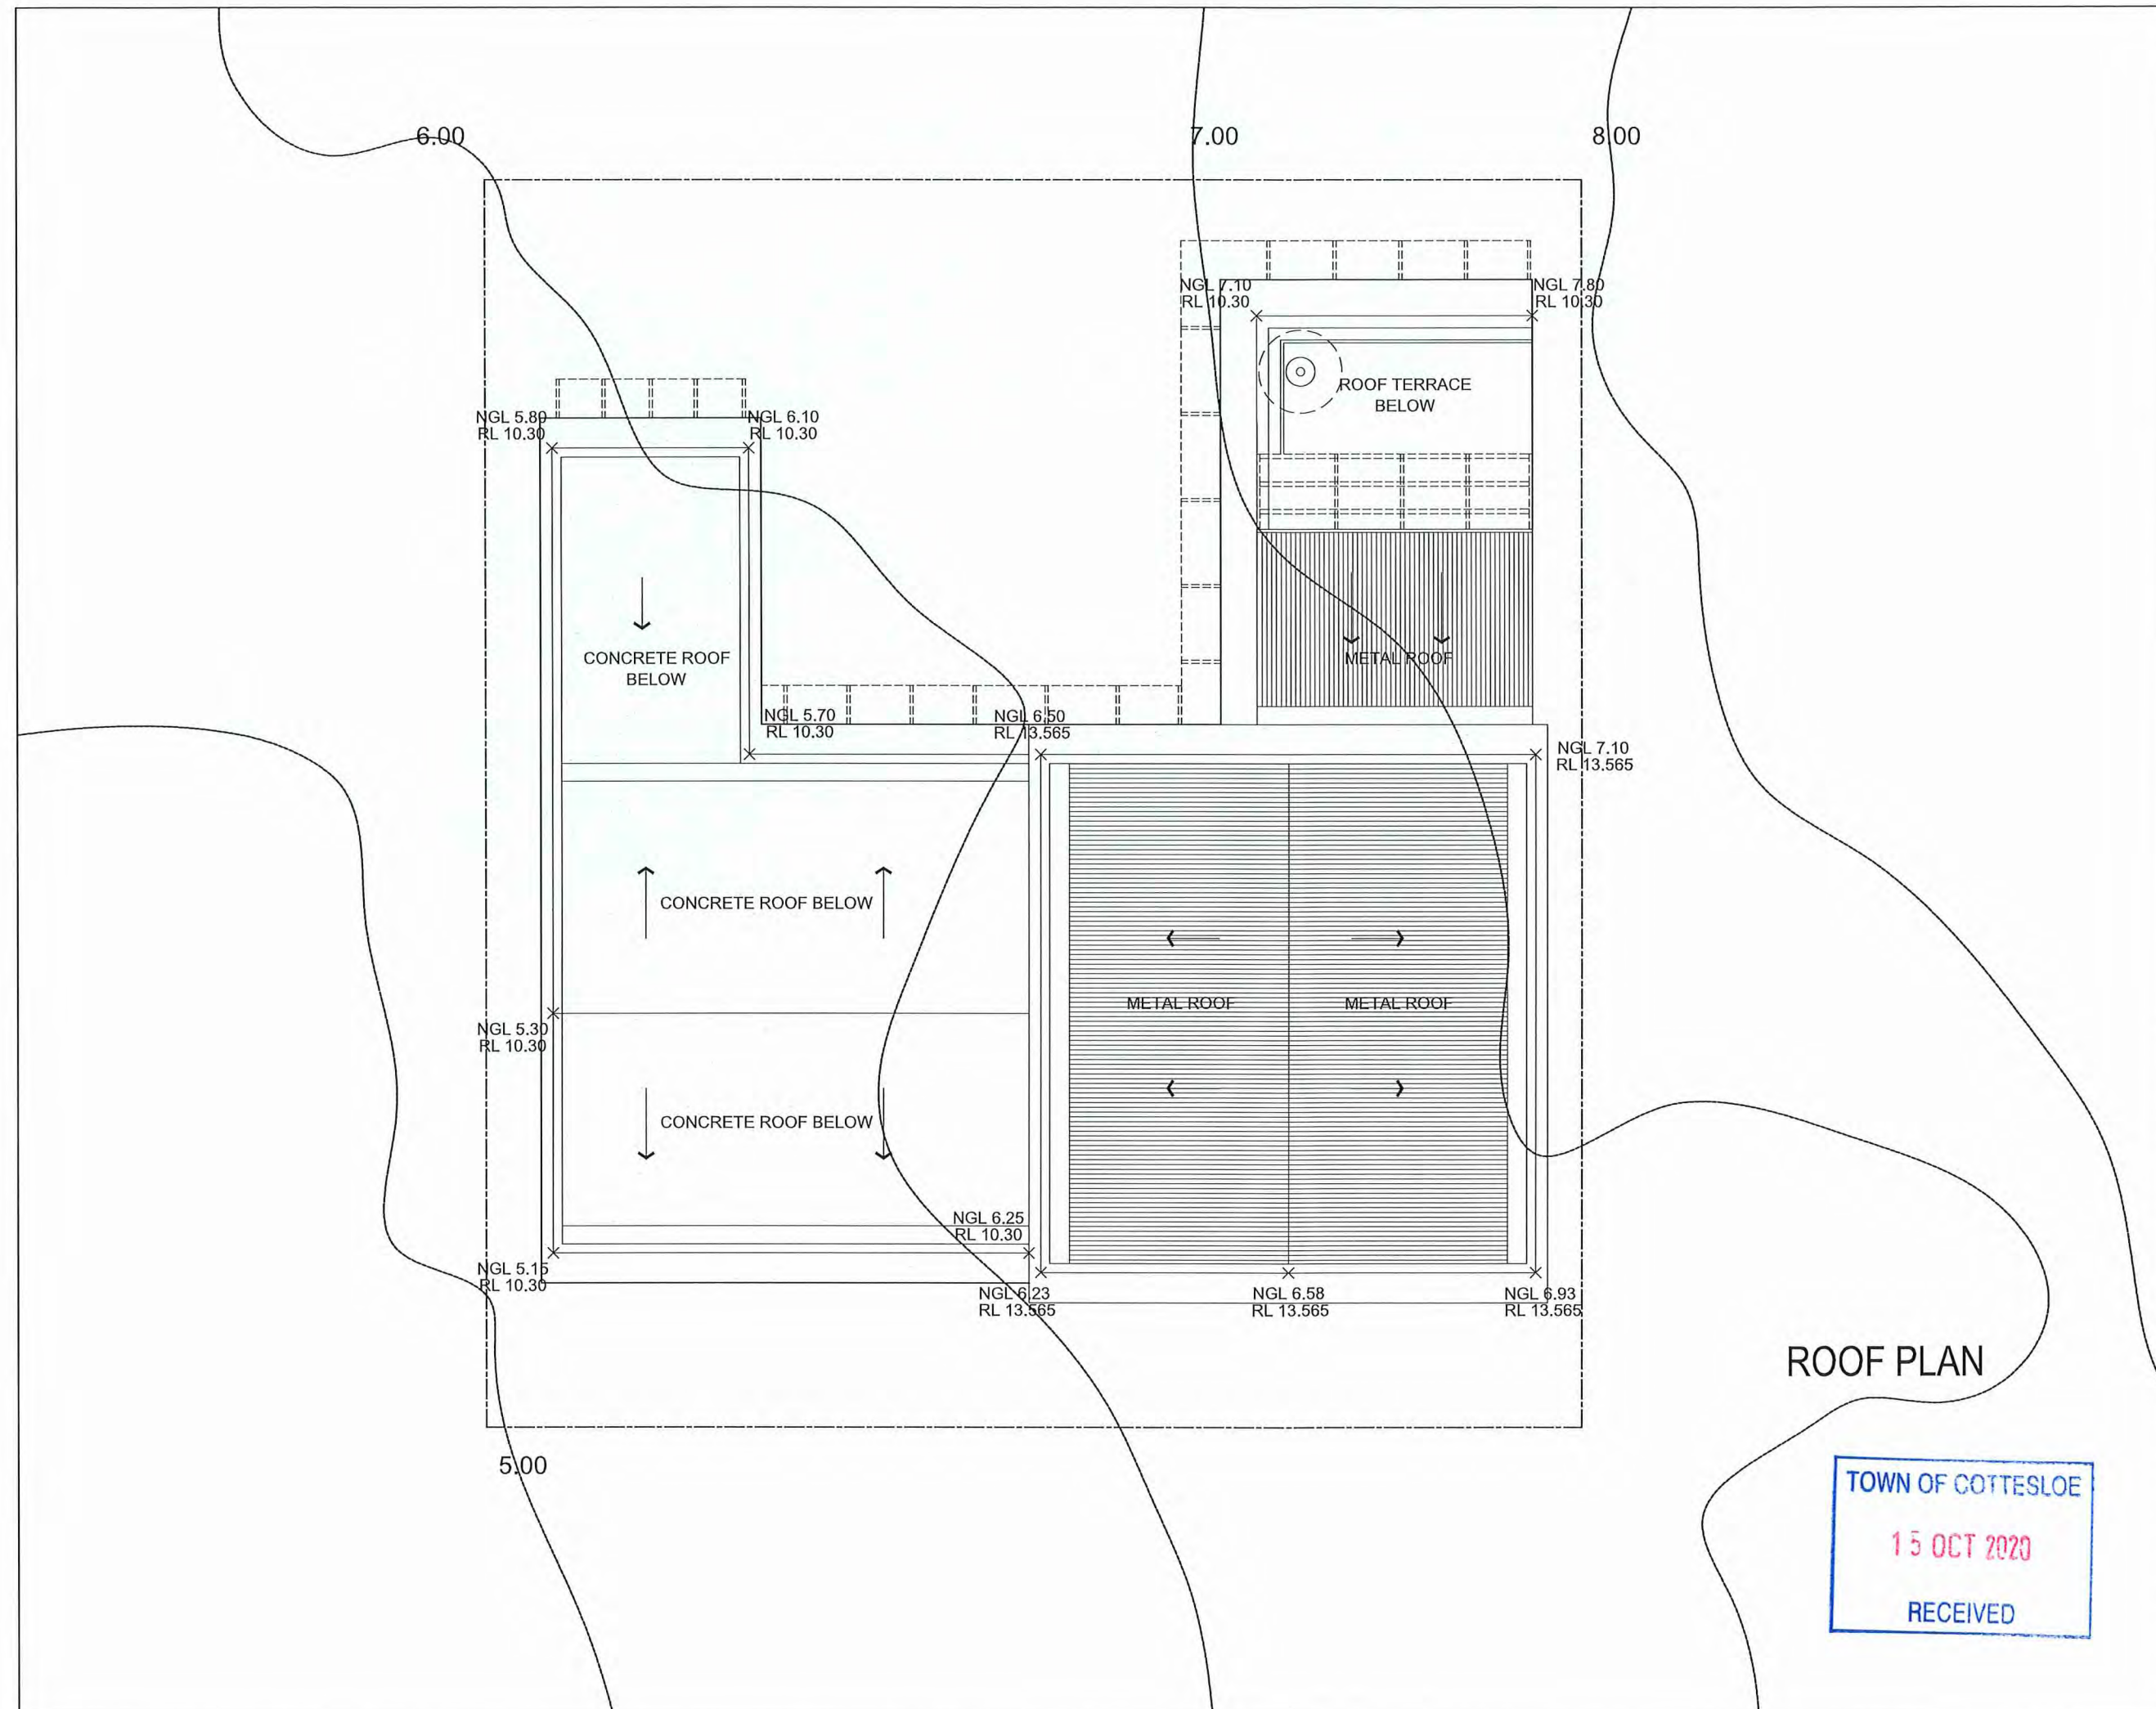 6.00
7.00
8.00
NGL 7.10
RL 10.30
NGL 7.80
RL 10.30
ROOF TERRACE
BELOW
NGL 5.80
RL 10.30
NGL 6.10
RL 10.30
CONCRETE ROOF
BELOW
METAL ROOF
NGL 5.70
RL 10.30
NGL 6.50
RL 13.565
NGL 7.10
RL 13.565
CONCRETE ROOF BELOW
METAL ROOF
METAL ROOF
NGL 5.30
RL 10.30
CONCRETE ROOF BELOW
NGL 6.25
RL 10.30
NGL 5.15
RL 10.30
NGL 6.23
RL 13.565
NGL 6.58
RL 13.565
NGL 6.93
RL 13.565
ROOF PLAN
5.00
TOWN OF COTTESLOE
15 OCT 2020
RECEIVED